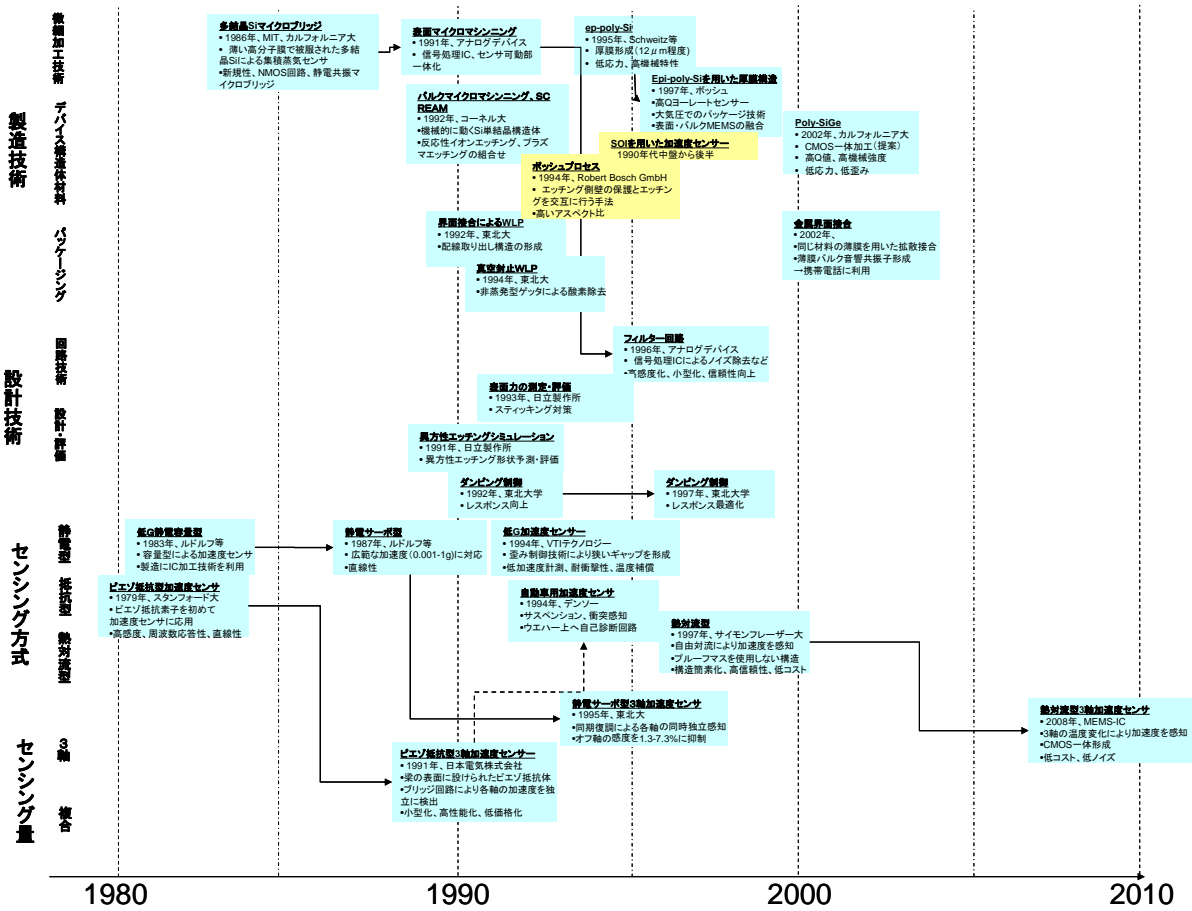 製造技術
微細加工技術
デバイス構造体材料
パッケージング
多結晶Siマイクロブリッジ
• 1986年、MIT、カルフォルニア大
• 薄い高分子膜で被服された多結
晶Siによる集積蒸気センサ
•新規性、NMOS回路、静電共振マ
イクロブリッジ
表面マイクロマシニング
• 1991年、アナログデバイス
• 信号処理IC、センサ可動部
一体化
ep-poly-Si
• 1995年、Schweitz等
• 厚膜形成(12μm程度)
• 低応力、高機械特性
Epi-poly-Siを用いた厚膜構造
• 1997年、ボッシュ
• 高Qヨーレートセンサー
• 大気圧でのパッケージ技術
• 表面・バルクMEMSの融合
バルクマイクロマシンニング、SC
REAM
• 1992年、コーネル大
•機械的に動くSi単結晶構造体
•反応性イオンエッチング、プラズ
マエッチングの組合せ
SOIを用いた加速度センサー
• 1990年代中盤から後半
Poly-SiGe
• 2002年、カルフォルニア大
• CMOS一体加工(提案)
• 高Q値、高機械強度
• 低応力、低歪み
ボッシュプロセス
• 1994年、Robert Bosch GmbH
• エッチング側壁の保護とエッチン
グを交互に行う手法
•高いアスペクト比
界面接合によるWLP
• 1992年、東北大
•配線取り出し構造の形成
金属界面接合
• 2002年、
•同じ材料の薄膜を用いた拡散接合
•薄膜バルク音響共振子形成
→携帯電話に利用
真空封止WLP
• 1994年、東北大
•非蒸発型ゲッタによる酸素除去
設計技術
回路技術
設計・評価
フィルター回路
• 1996年、アナログデバイス
• 信号処理ICによるノイズ除去など
•高感度化、小型化、信頼性向上
表面力の測定・評価
• 1993年、日立製作所
• スティッキング対策
異方性エッチングシミュレーション
• 1991年、日立製作所
• 異方性エッチング形状予測・評価
ダンピング制御
• 1992年、東北大学
• レスポンス向上
ダンピング制御
• 1997年、東北大学
• レスポンス最適化
センシング方式
静電型
抵抗型
熱対流型
低G静電容量型
• 1983年、ルドルフ等
• 容量型による加速度センサ
• 製造にIC加工技術を利用
静電サーボ型
• 1987年、ルドルフ等
• 広範な加速度(0.001-1g)に対応
• 直線性
低G加速度センサー
• 1994年、VTIテクノロジー
• 歪み制御技術により狭いギャップを形成
• 低加速度計測、耐衝撃性、温度補償
ピエゾ抵抗型加速度センサ
• 1979年、スタンフォード大
• ピエゾ抵抗素子を初めて
加速度センサに応用
•高感度、周波数応答性、直線性
自動車用加速度センサ
• 1994年、デンソー
• サスペンション、衝突感知
• ウエハー上へ自己診断回路
熱対流型
• 1997年、サイモンフレーザー大
• 自由対流により加速度を感知
• プルーフマスを使用しない構造
• 構造簡素化、高信頼性、低コスト
センシング量
3軸
複合
静電サーボ型3軸加速度センサ
• 1995年、東北大
•同期復調による各軸の同時独立感知
•オフ軸の感度を1.3-7.3%に抑制
熱対流型3軸加速度センサ
• 2008年、MEMS-IC
•3軸の温度変化により加速度を感知
•CMOS一体形成
•低コスト、低ノイズ
ピエゾ抵抗型3軸加速度センサー
• 1991年、日本電気株式会社
•梁の表面に設けられたピエゾ抵抗体
•ブリッジ回路により各軸の加速度を独
立に検出
•小型化、高性能化、低価格化
1980
1990
2000
2010